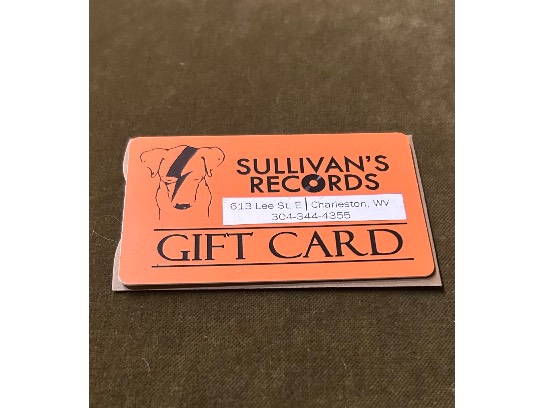 SULLIVAN'S
RECORDS
613 Lee St. E | Charleston, WV
304-344-4355
GIFT CARD